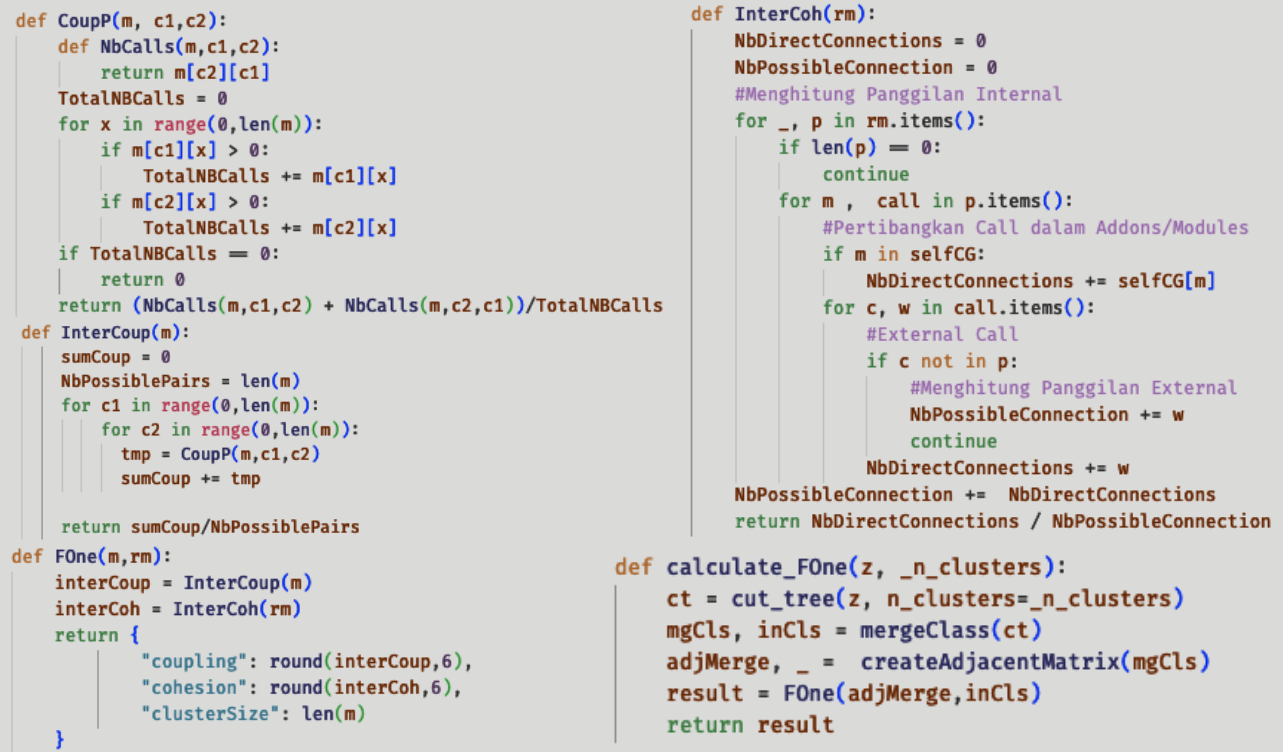 def CoupP(m, c1,c2):
    def NbCalls(m,c1,c2):
        return m[c2][c1]
    TotalNBCalls = 0
    for x in range(0,len(m)):
        if m[c1][x] > 0:
            TotalNBCalls += m[c1][x]
        if m[c2][x] > 0:
            TotalNBCalls += m[c2][x]
    if TotalNBCalls == 0:
        return 0
    return (NbCalls(m,c1,c2) + NbCalls(m,c2,c1))/TotalNBCalls
def InterCoup(m):
    sumCoup = 0
    NbPossiblePairs = len(m)
    for c1 in range(0,len(m)):
        for c2 in range(0,len(m)):
            tmp = CoupP(m,c1,c2)
            sumCoup += tmp
    return sumCoup/NbPossiblePairs
def FOne(m,rm):
    interCoup = InterCoup(m)
    interCoh = InterCoh(rm)
    return {
            "coupling": round(interCoup,6),
            "cohesion": round(interCoh,6),
            "clusterSize": len(m)
    }
def InterCoh(rm):
    NbDirectConnections = 0
    NbPossibleConnection = 0
    #Menghitung Panggilan Internal
    for _, p in rm.items():
        if len(p) == 0:
            continue
        for m ,  call in p.items():
            #Pertibangkan Call dalam Addons/Modules
            if m in selfCG:
                NbDirectConnections += selfCG[m]
            for c, w in call.items():
                #External Call
                if c not in p:
                    #Menghitung Panggilan External
                    NbPossibleConnection += w
                    continue
                NbDirectConnections += w
    NbPossibleConnection +=  NbDirectConnections
    return NbDirectConnections / NbPossibleConnection
def calculate_FOne(z, _n_clusters):
    ct = cut_tree(z, n_clusters=_n_clusters)
    mgCls, inCls = mergeClass(ct)
    adjMerge, _ =  createAdjacentMatrix(mgCls)
    result = FOne(adjMerge,inCls)
    return result